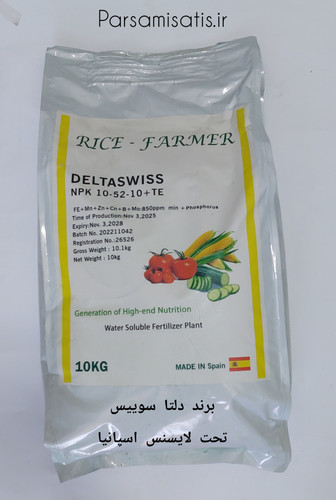 Parsamisatis.ir
RICE - FARMER
DELTASWISS
NPK 10-52-10+TE
FE+Mn+Zn+Cn+B+Mo:850ppm min +Phosphorus
Time of Production:Nov 3,2025
Expiry:Nov. 3,2028
Batch No. 202211042
Registration No.:26526
Gross Weight : 10.1kg
Net Weight : 10kg
Generation of High-end Nutrition
Water Soluble Fertilizer Plant
10KG
MADE IN Spain
برند دلتا سوییس
تحت لایسنس اسپانیا